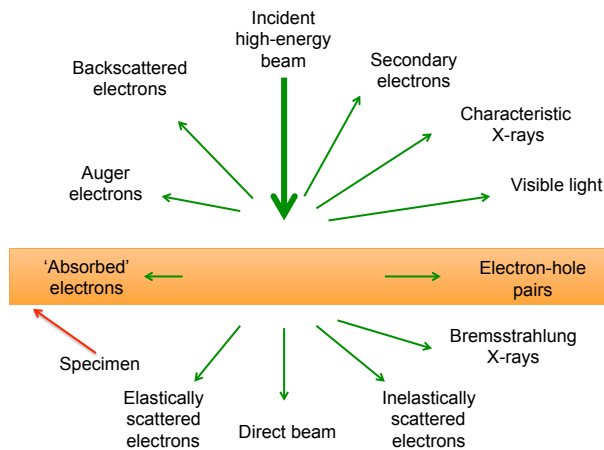 Incident
high-energy
beam
Backscattered
electrons
Secondary
electrons
Characteristic
X-rays
Auger
electrons
Visible light
‘Absorbed’
electrons
Electron-hole
pairs
Specimen
Bremsstrahlung
X-rays
Elastically
scattered
electrons
Direct beam
Inelastically
scattered
electrons